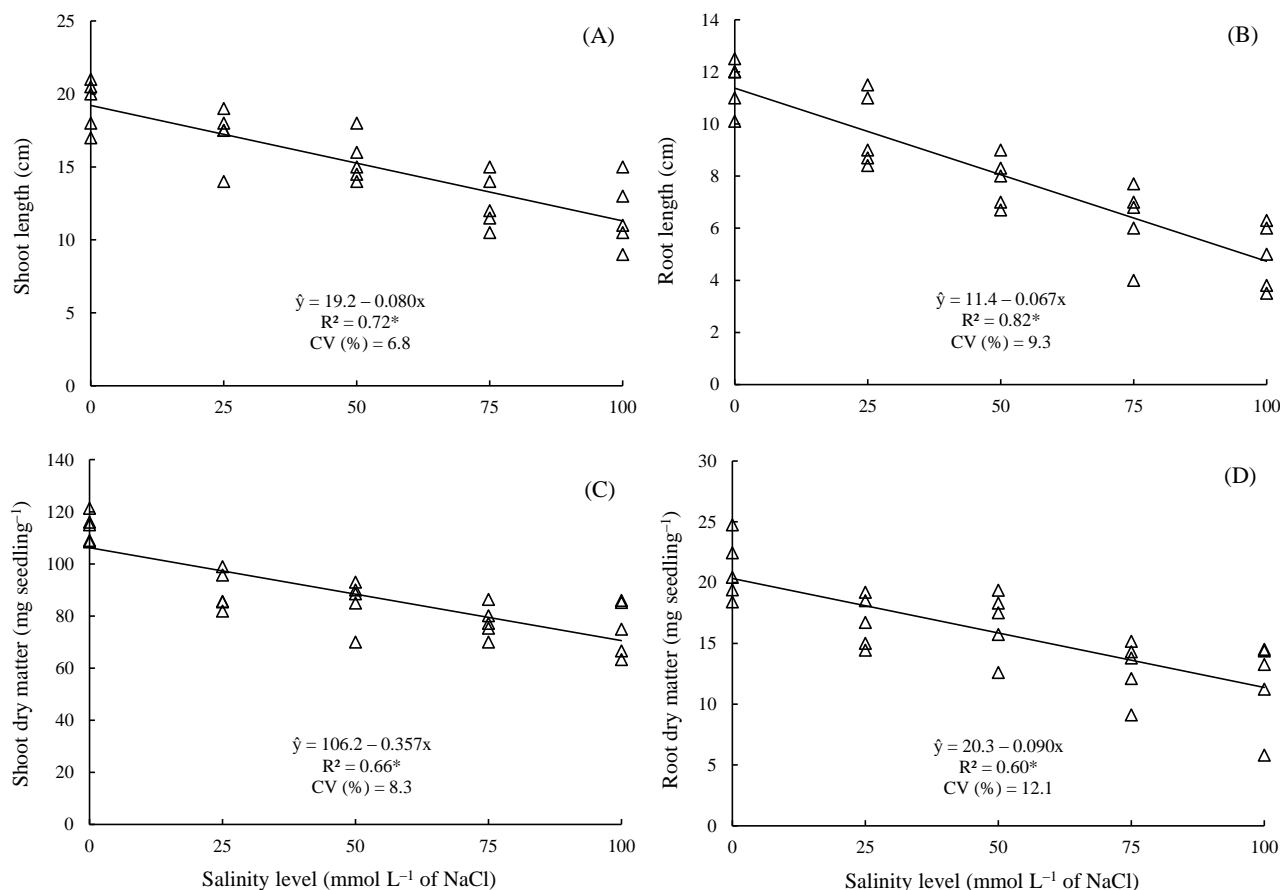 (A)
Shoot length (cm)
25
20
15
10
5
0
ŷ = 19.2 – 0.080x
R² = 0.72*
CV (%) = 6.8
0 25 50 75 100
(B)
Root length (cm)
14
12
10
8
6
4
2
0
ŷ = 11.4 – 0.067x
R² = 0.82*
CV (%) = 9.3
0 25 50 75 100
(C)
Shoot dry matter (mg seedling⁻¹)
140
120
100
80
60
40
20
0
ŷ = 106.2 – 0.357x
R² = 0.66*
CV (%) = 8.3
0 25 50 75 100
Salinity level (mmol L⁻¹ of NaCl)
(D)
Root dry matter (mg seedling⁻¹)
30
25
20
15
10
5
0
ŷ = 20.3 – 0.090x
R² = 0.60*
CV (%) = 12.1
0 25 50 75 100
Salinity level (mmol L⁻¹ of NaCl)